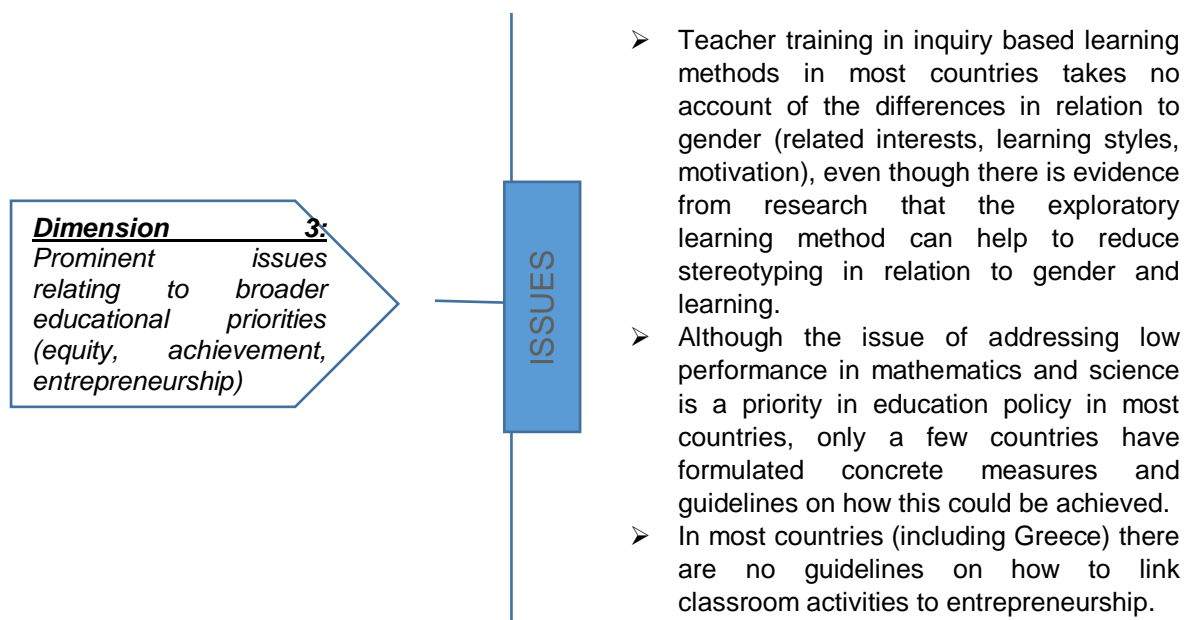 Dimension 3:
Prominent issues
relating to broader
educational priorities
(equity, achievement,
entrepreneurship)
ISSUES
➢ Teacher training in inquiry based learning
methods in most countries takes no
account of the differences in relation to
gender (related interests, learning styles,
motivation), even though there is evidence
from research that the exploratory
learning method can help to reduce
stereotyping in relation to gender and
learning.
➢ Although the issue of addressing low
performance in mathematics and science
is a priority in education policy in most
countries, only a few countries have
formulated concrete measures and
guidelines on how this could be achieved.
➢ In most countries (including Greece) there
are no guidelines on how to link
classroom activities to entrepreneurship.